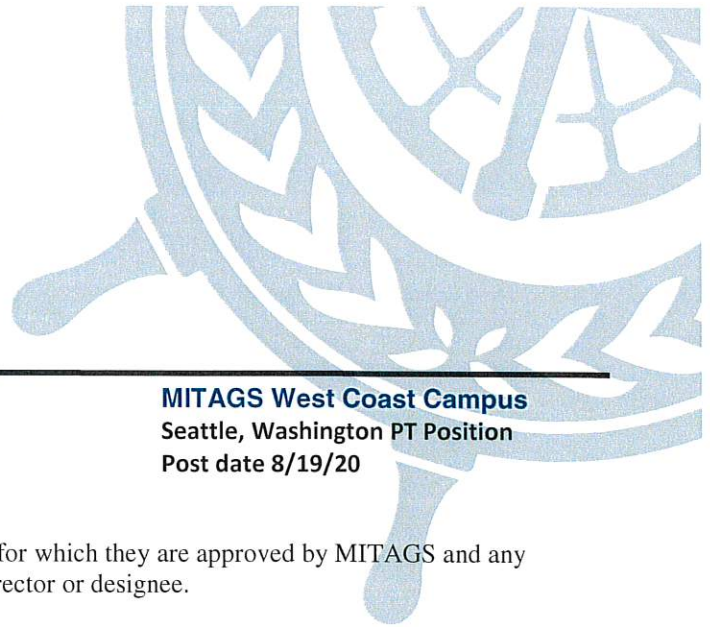 MITAGS West Coast Campus
Seattle, Washington PT Position
Post date 8/19/20
for which they are approved by MITAGS and any
rector or designee.